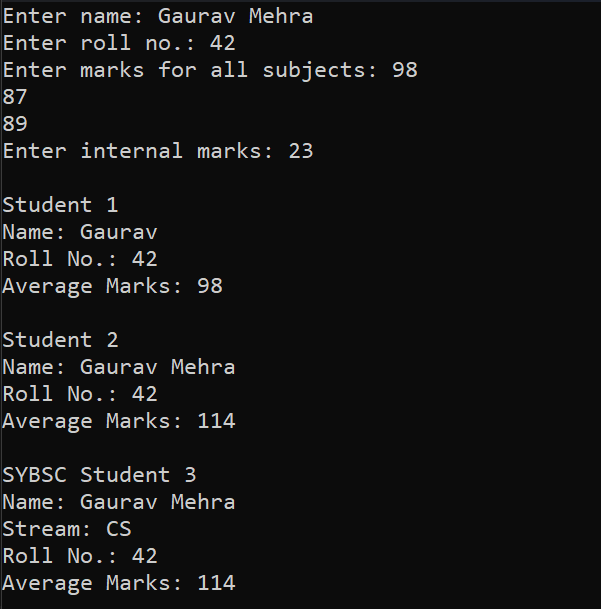 Enter name: Gaurav Mehra
Enter roll no.: 42
Enter marks for all subjects: 98
87
89
Enter internal marks: 23
Student 1
Name: Gaurav
Roll No.: 42
Average Marks: 98
Student 2
Name: Gaurav Mehra
Roll No.: 42
Average Marks: 114
SYBSC Student 3
Name: Gaurav Mehra
Stream: CS
Roll No.: 42
Average Marks: 114